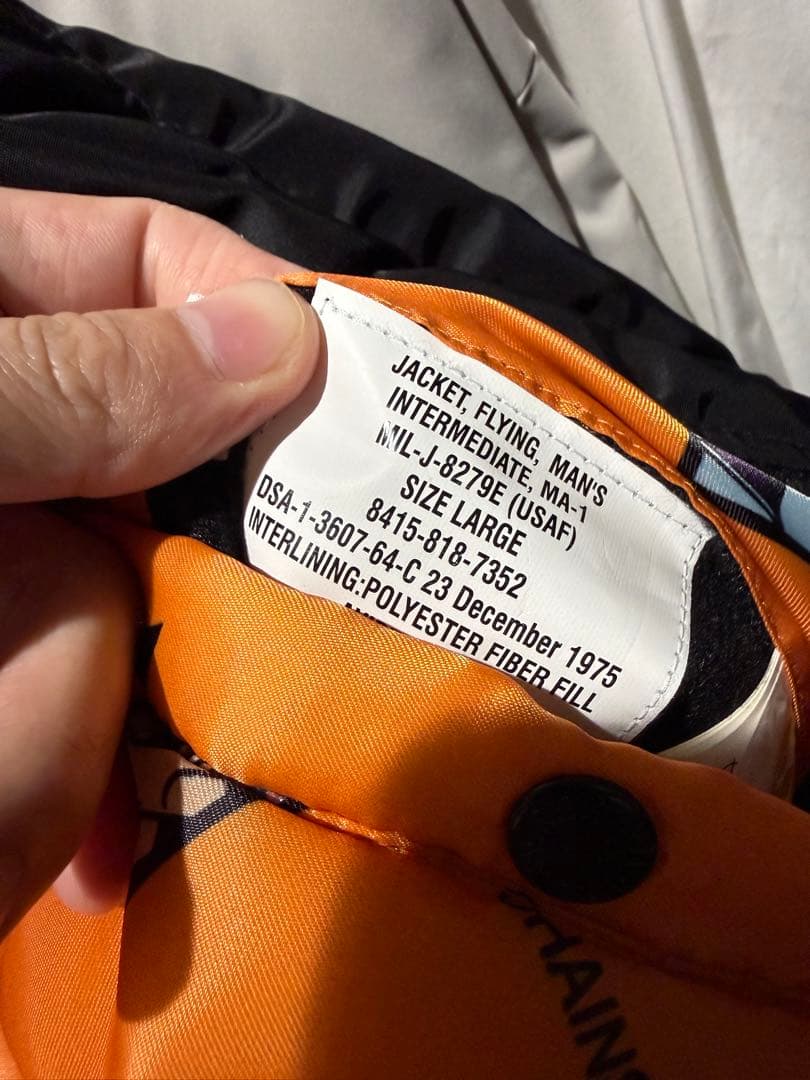 JACKET, FLYING, MAN'S
INTERMEDIATE, MA-1
MIL-J-8279E (USAF)
SIZE LARGE
8415-818-7352
DSA-1-3607-64-C 23 December 1975
INTERLINING:POLYESTER FIBER FILL